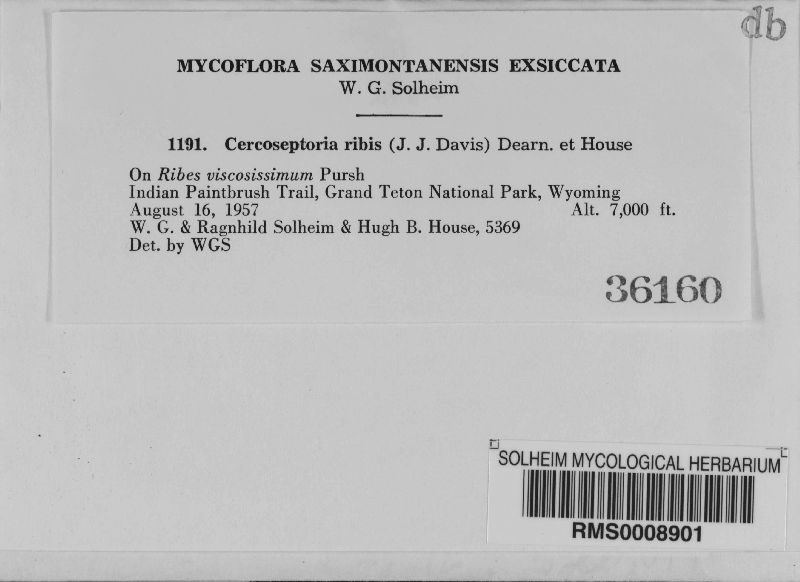 db
MYCOFLORA SAXIMONTANENSIS EXSICCATA
W. G. Solheim
1191. Cercoseptoria ribis (J. J. Davis) Dearn. et House
On Ribes viscosissimum Pursh
Indian Paintbrush Trail, Grand Teton National Park, Wyoming
August 16, 1957 Alt. 7,000 ft.
W. G. & Ragnhild Solheim & Hugh B. House, 5369
Det. by WGS
36160
SOLHEIM MYCOLOGICAL HERBARIUM
RMS0008901